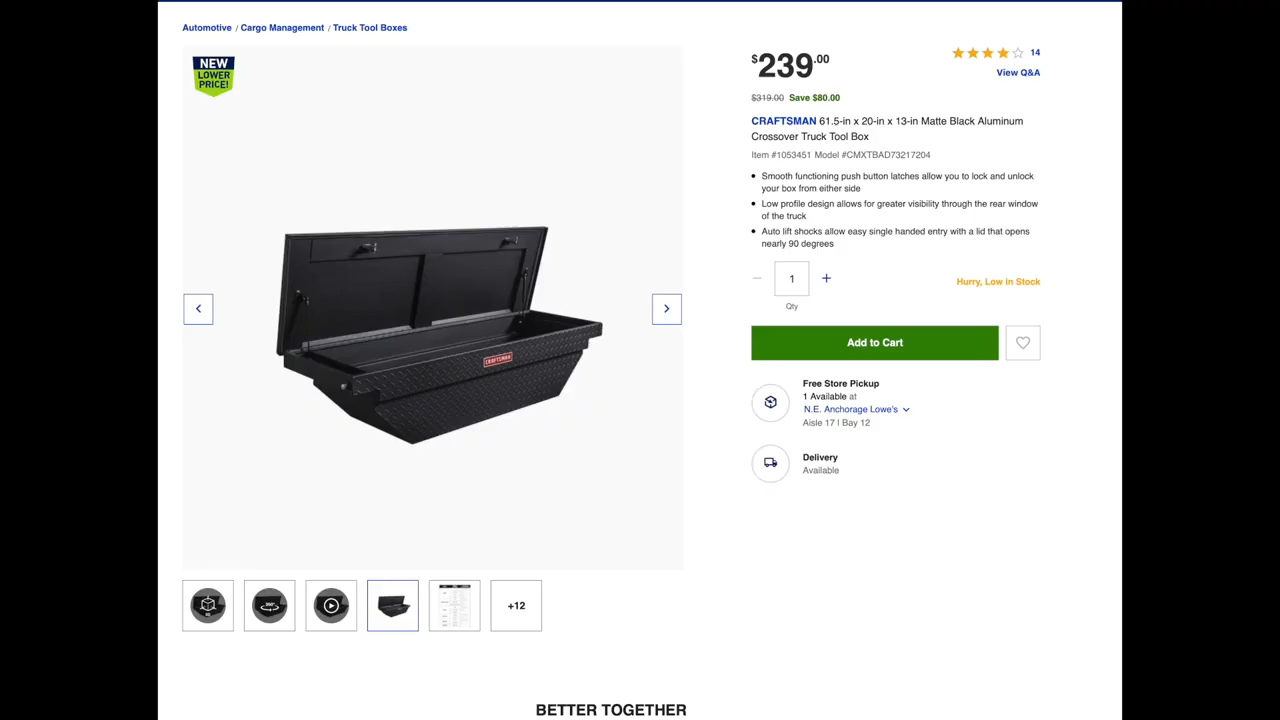 Automotive / Cargo Management / Truck Tool Boxes
NEW
LOWER
PRICE!
CRAFTSMAN
+12
$239.00
14
View Q&A
$319.00 Save $80.00
CRAFTSMAN 61.5-in x 20-in x 13-in Matte Black Aluminum
Crossover Truck Tool Box
Item #1053451 Model #CMXTBAD73217204
Smooth functioning push button latches allow you to lock and unlock
your box from either side
Low profile design allows for greater visibility through the rear window
of the truck
Auto lift shocks allow easy single handed entry with a lid that opens
nearly 90 degrees
1
Qty
Hurry, Low in Stock
Add to Cart
Free Store Pickup
1 Available at
N.E. Anchorage Lowe's
Aisle 17 | Bay 12
Delivery
Available
BETTER TOGETHER